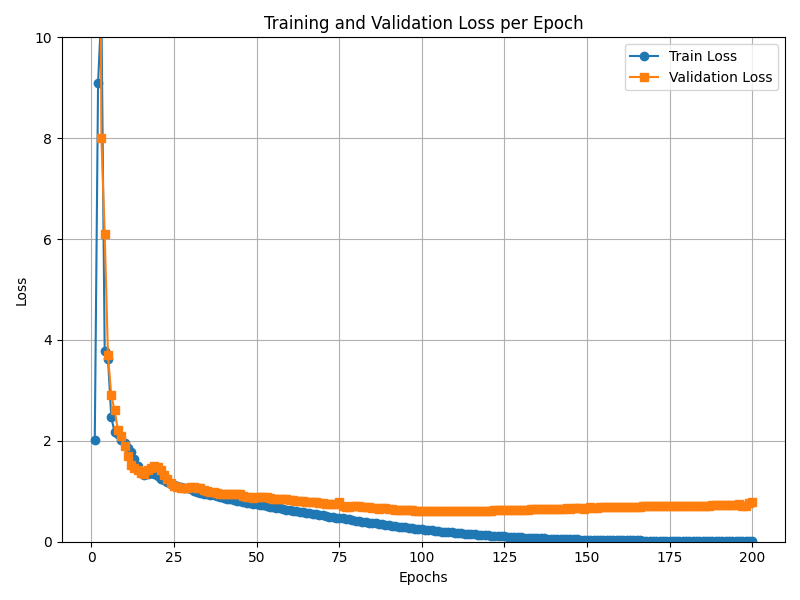 Training and Validation Loss per Epoch
Train Loss
Validation Loss
Loss
10
8
6
4
2
0
0 25 50 75 100 125 150 175 200
Epochs